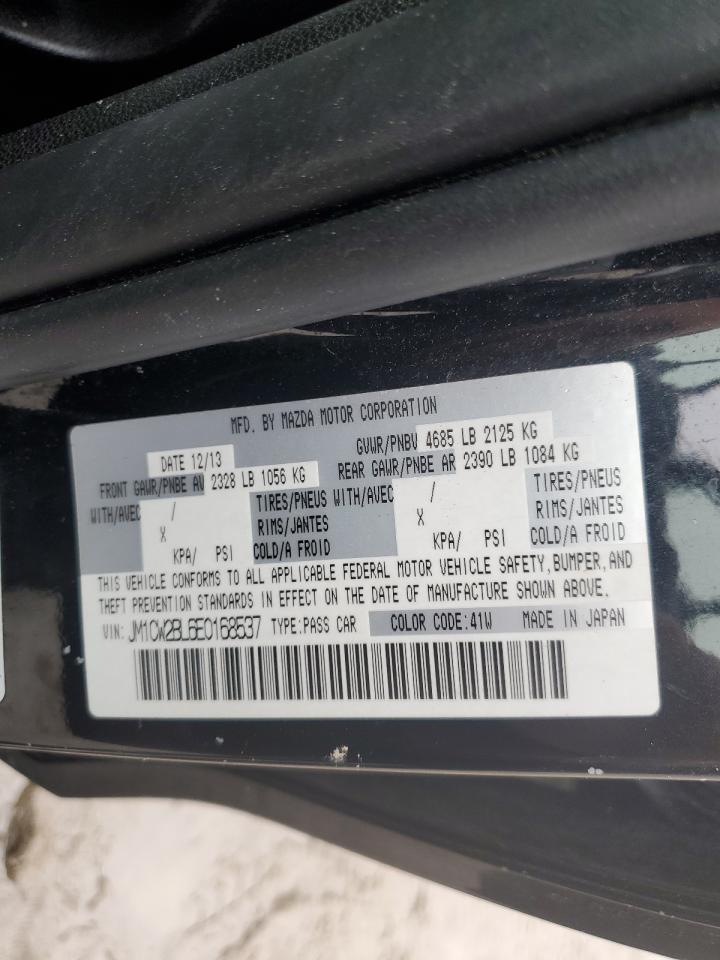 MFD. BY MAZDA MOTOR CORPORATION
DATE 12/13 GVWR/PNBV 4685 LB 2125 KG
FRONT GAWR/PNBE AV 2328 LB 1056 KG REAR GAWR/PNBE AR 2390 LB 1084 KG
WITH/AVEC / TIRES/PNEUS WITH/AVEC / TIRES/PNEUS
X RIMS/JANTES X RIMS/JANTES
KPA/ PSI COLD/A FROID KPA/ PSI COLD/A FROID
THIS VEHICLE CONFORMS TO ALL APPLICABLE FEDERAL MOTOR VEHICLE SAFETY, BUMPER, AND
THEFT PREVENTION STANDARDS IN EFFECT ON THE DATE OF MANUFACTURE SHOWN ABOVE.
VIN: JM1CW2BL6E0168537 TYPE: PASS CAR COLOR CODE: 41W MADE IN JAPAN